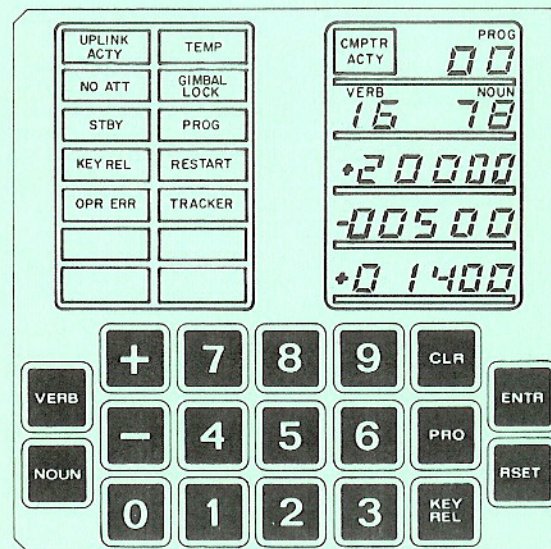 UPLINK ACTY
TEMP
NO ATT
GIMBAL LOCK
STBY
PROG
KEY REL
RESTART
OPR ERR
TRACKER
CMPTR ACTY
PROG
00
VERB
NOUN
16 78
+20000
-00500
+01400
+ 7 8 9 CLR
VERB
ENTR
- 4 5 6 PRO
NOUN
RSET
0 1 2 3 KEY REL